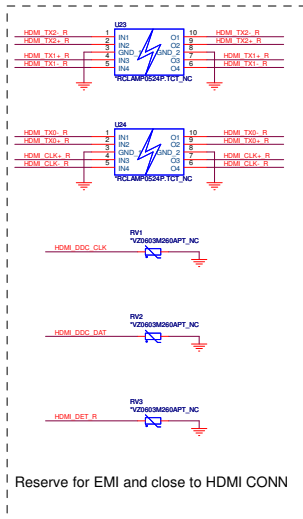 U23
HDMI_TX2-_R 1 IN1 O1 10 HDMI_TX2-_R
HDMI_TX2+_R 2 IN2 O2 9 HDMI_TX2+_R
3 GND_1 GND_2 8
HDMI_TX1+_R 4 IN3 O3 7 HDMI_TX1+_R
HDMI_TX1-_R 5 IN4 O4 6 HDMI_TX1-_R
*RCLAMP0524P.TCT_NC
U24
HDMI_TX0-_R 1 IN1 O1 10 HDMI_TX0-_R
HDMI_TX0+_R 2 IN2 O2 9 HDMI_TX0+_R
3 GND_1 GND_2 8
HDMI_CLK+_R 4 IN3 O3 7 HDMI_CLK+_R
HDMI_CLK-_R 5 IN4 O4 6 HDMI_CLK-_R
*RCLAMP0524P.TCT_NC
RV1
*VZ0603M260APT_NC
HDMI_DDC_CLK
RV2
*VZ0603M260APT_NC
HDMI_DDC_DAT
RV3
*VZ0603M260APT_NC
HDMI_DET_R
Reserve for EMI and close to HDMI CONN